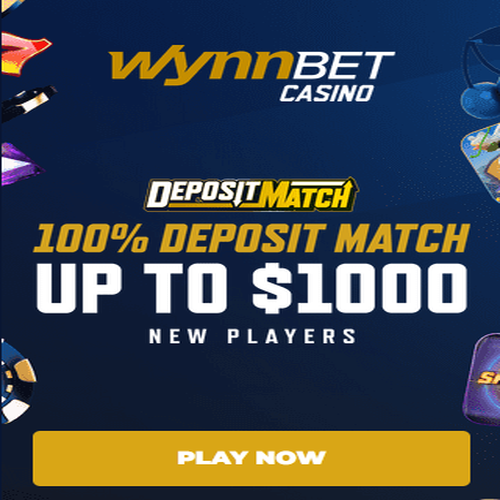 WynnBET
CASINO
DEPOSIT MATCH
100% DEPOSIT MATCH
UP TO $1000
NEW PLAYERS
PLAY NOW